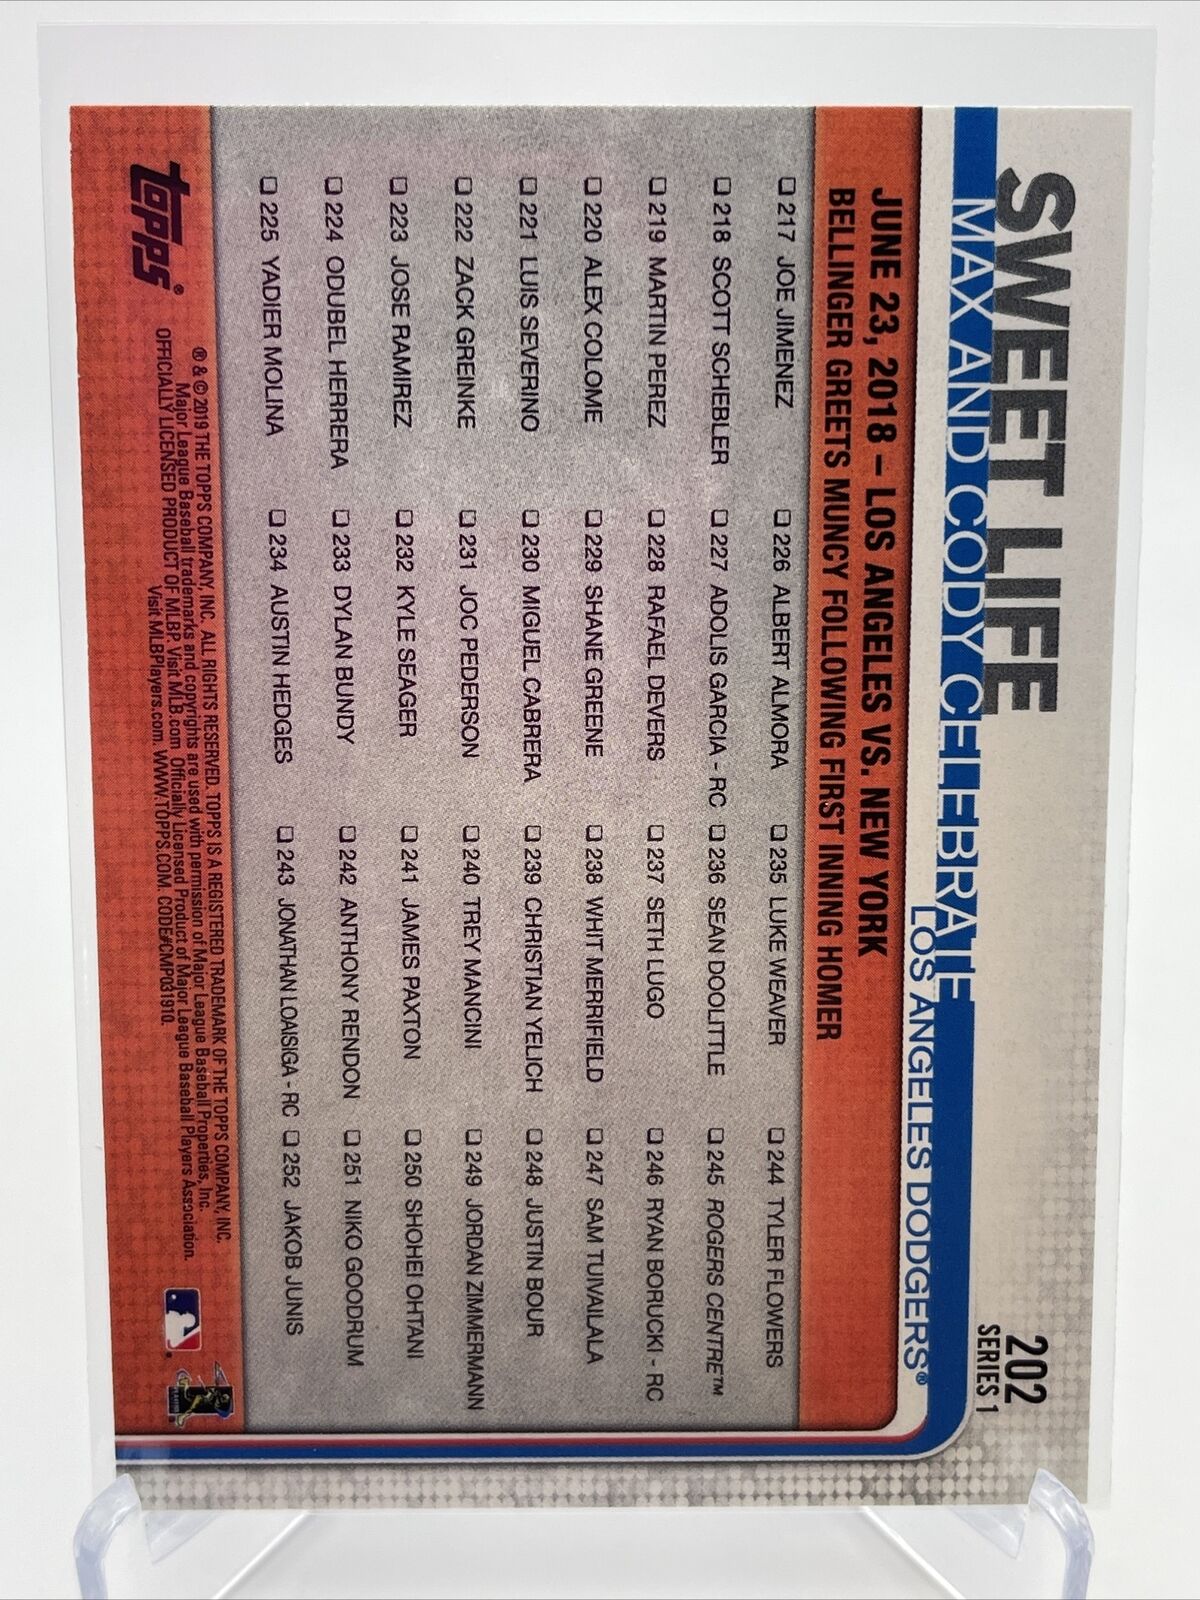 SWEET LIFE
MAX AND CODY CELEBRATE
LOS ANGELES DODGERS®
202
SERIES 1
JUNE 23, 2018 – LOS ANGELES VS. NEW YORK
BELLINGER GREETS MUNCY FOLLOWING FIRST INNING HOMER
❑ 217 JOE JIMENEZ
❑ 218 SCOTT SCHEBLER
❑ 219 MARTIN PEREZ
❑ 220 ALEX COLOME
❑ 221 LUIS SEVERINO
❑ 222 ZACK GREINKE
❑ 223 JOSE RAMIREZ
❑ 224 ODUBEL HERRERA
❑ 225 YADIER MOLINA
❑ 226 ALBERT ALMORA
❑ 227 ADOLIS GARCIA - RC
❑ 228 RAFAEL DEVERS
❑ 229 SHANE GREENE
❑ 230 MIGUEL CABRERA
❑ 231 JOC PEDERSON
❑ 232 KYLE SEAGER
❑ 233 DYLAN BUNDY
❑ 234 AUSTIN HEDGES
❑ 235 LUKE WEAVER
❑ 236 SEAN DOOLITTLE
❑ 237 SETH LUGO
❑ 238 WHIT MERRIFIELD
❑ 239 CHRISTIAN YELICH
❑ 240 TREY MANCINI
❑ 241 JAMES PAXTON
❑ 242 ANTHONY RENDON
❑ 243 JONATHAN LOAISIGA - RC
❑ 244 TYLER FLOWERS
❑ 245 ROGERS CENTRE™
❑ 246 RYAN BORUCKI - RC
❑ 247 SAM TUIVAILALA
❑ 248 JUSTIN BOUR
❑ 249 JORDAN ZIMMERMANN
❑ 250 SHOHEI OHTANI
❑ 251 NIKO GOODRUM
❑ 252 JAKOB JUNIS
topps®
® & © 2019 THE TOPPS COMPANY, INC. ALL RIGHTS RESERVED. TOPPS IS A REGISTERED TRADEMARK OF THE TOPPS COMPANY, INC.
Major League Baseball trademarks and copyrights are used with permission of Major League Baseball Properties, Inc.
OFFICIALLY LICENSED PRODUCT OF MLBP. Visit MLB.com Officially Licensed Product of Major League Baseball Players Association.
Visit MLBPlayers.com. WWW.TOPPS.COM. CODE#CMP031910.